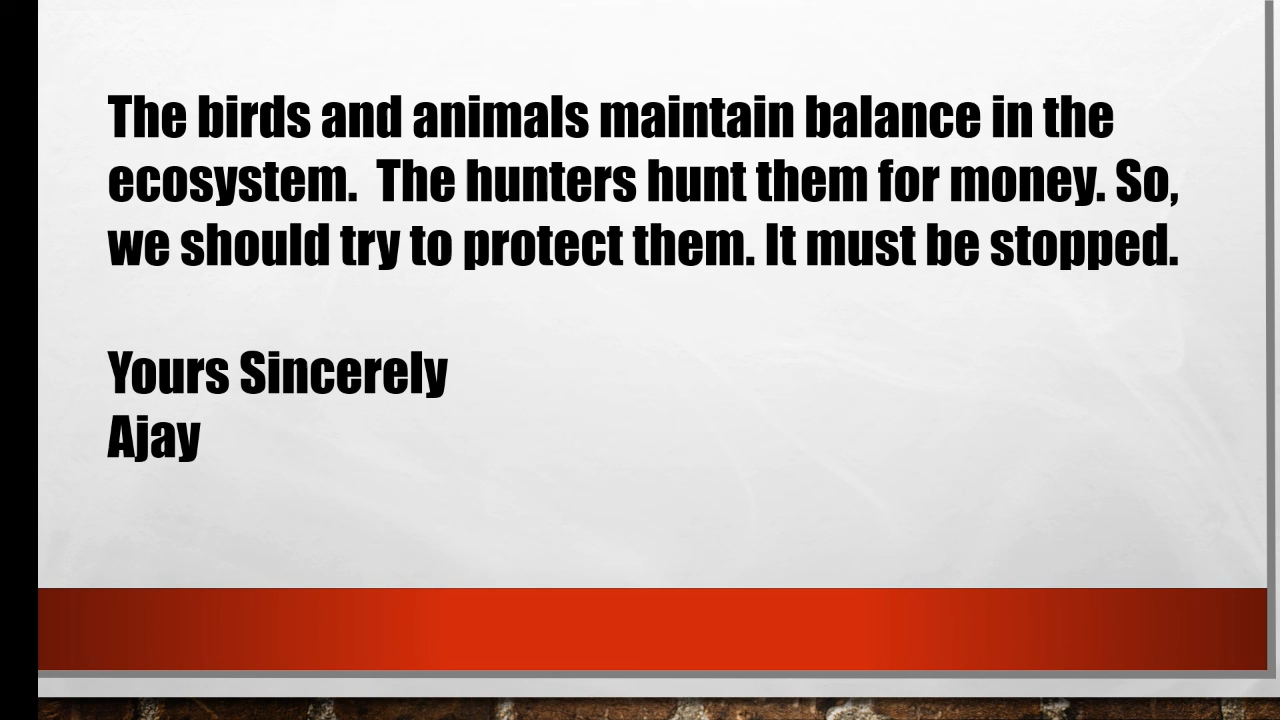 The birds and animals maintain balance in the
ecosystem.  The hunters hunt them for money. So,
we should try to protect them. It must be stopped.
Yours Sincerely
Ajay